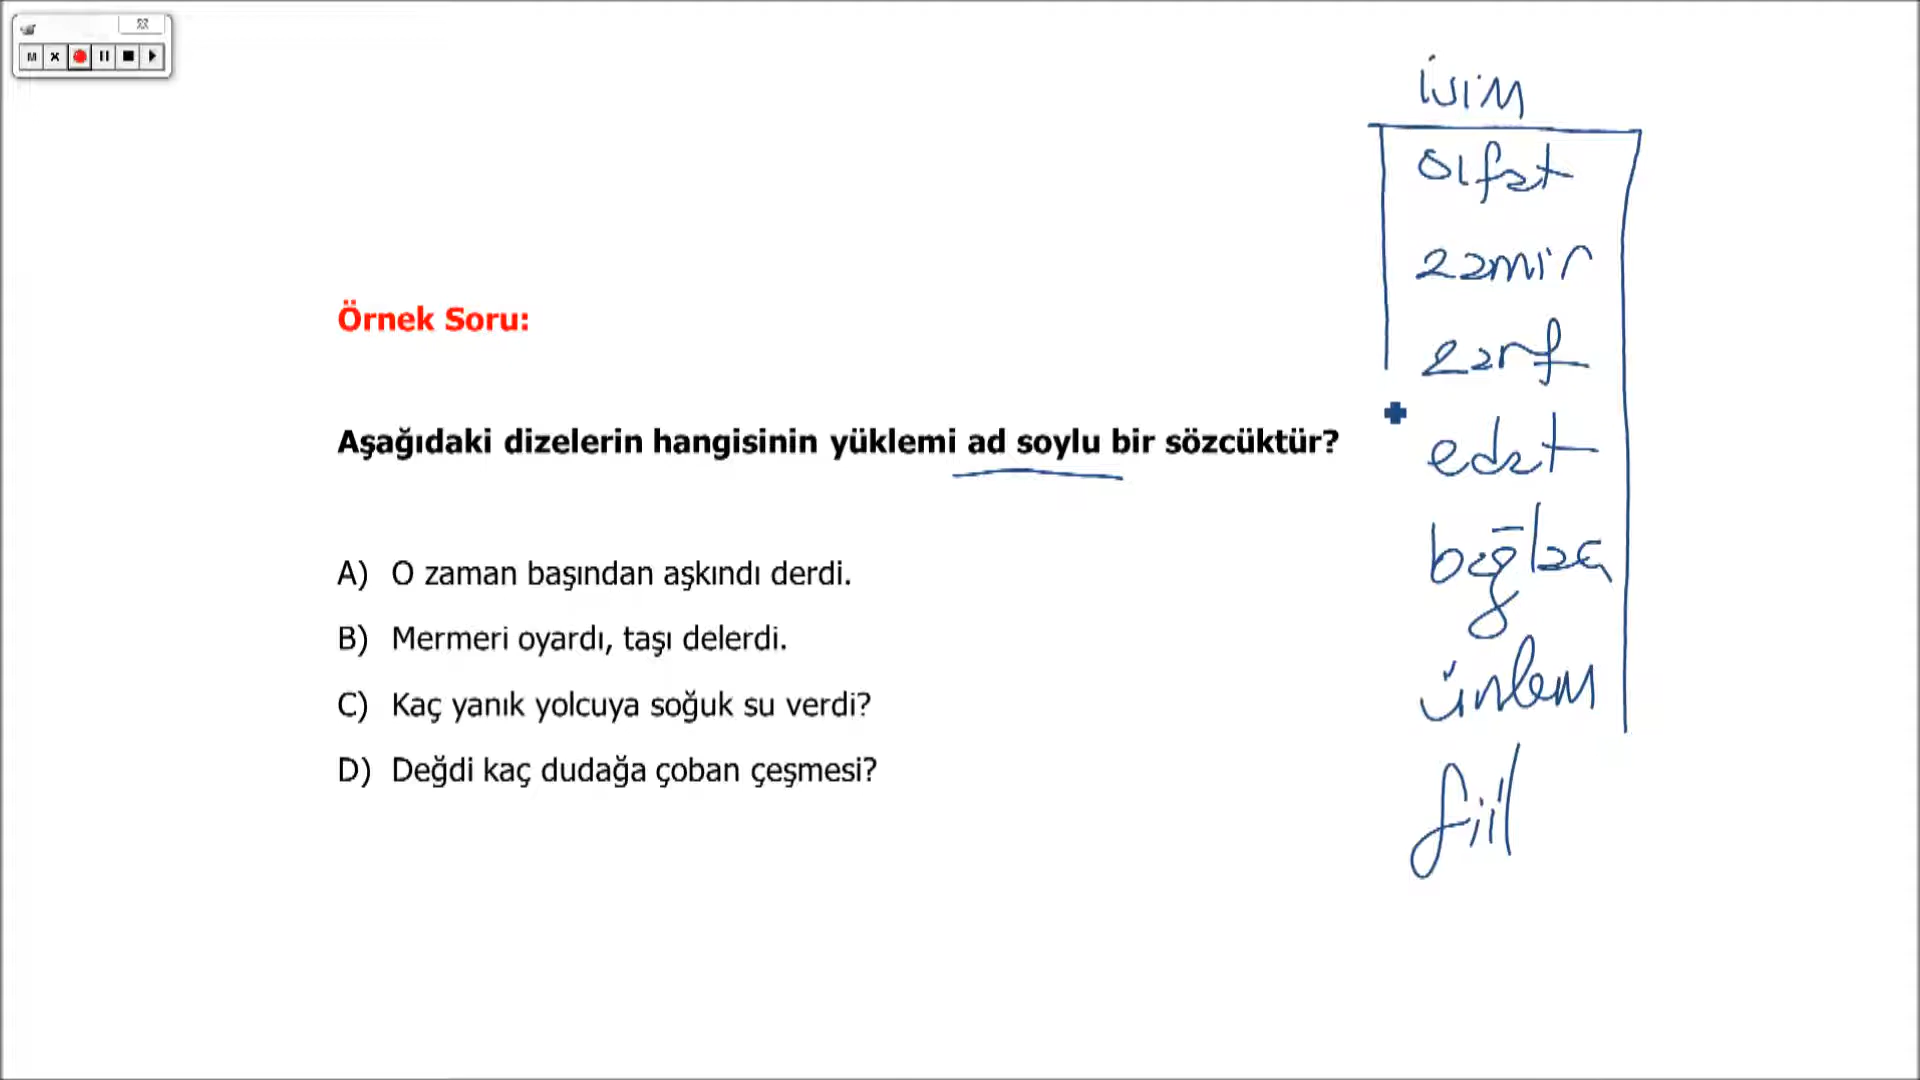 isim
sıfat
zamir
zarf
edat
bağlaç
ünlem
fiil
Örnek Soru:
Aşağıdaki dizelerin hangisinin yüklemi ad soylu bir sözcüktür?
A) O zaman başından aşkındı derdi.
B) Mermeri oyardı, taşı delerdi.
C) Kaç yanık yolcuya soğuk su verdi?
D) Değdi kaç dudağa çoban çeşmesi?